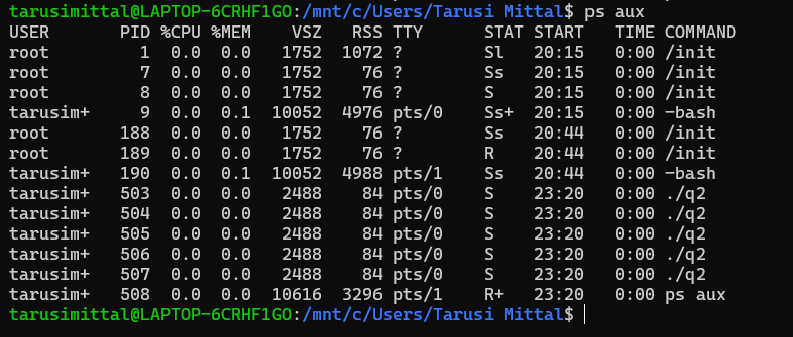 tarusimittal@LAPTOP-6CRHF1GO:/mnt/c/Users/Tarusi Mittal$ ps aux
USER       PID %CPU %MEM    VSZ   RSS TTY      STAT START   TIME COMMAND
root         1  0.0  0.0   1752  1072 ?        Sl   20:15   0:00 /init
root         7  0.0  0.0   1752    76 ?        Ss   20:15   0:00 /init
root         8  0.0  0.0   1752    76 ?        S    20:15   0:00 /init
tarusim+     9  0.0  0.1  10052  4976 pts/0    Ss+  20:15   0:00 -bash
root       188  0.0  0.0   1752    76 ?        Ss   20:44   0:00 /init
root       189  0.0  0.0   1752    76 ?        R    20:44   0:00 /init
tarusim+   190  0.0  0.1  10052  4988 pts/1    Ss   20:44   0:00 -bash
tarusim+   503  0.0  0.0   2488    84 pts/0    S    23:20   0:00 ./q2
tarusim+   504  0.0  0.0   2488    84 pts/0    S    23:20   0:00 ./q2
tarusim+   505  0.0  0.0   2488    84 pts/0    S    23:20   0:00 ./q2
tarusim+   506  0.0  0.0   2488    84 pts/0    S    23:20   0:00 ./q2
tarusim+   507  0.0  0.0   2488    84 pts/0    S    23:20   0:00 ./q2
tarusim+   508  0.0  0.0  10616  3296 pts/1    R+   23:20   0:00 ps aux
tarusimittal@LAPTOP-6CRHF1GO:/mnt/c/Users/Tarusi Mittal$